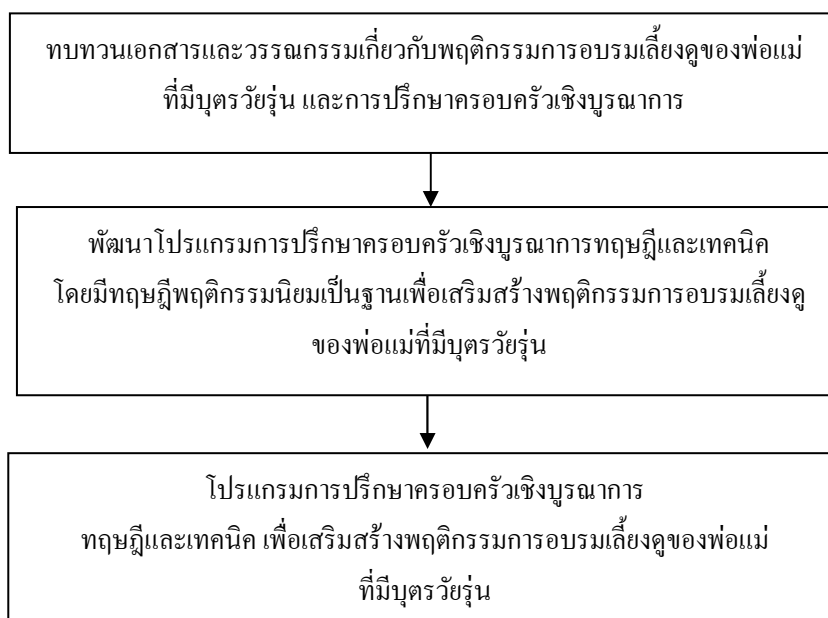 ทบทวนเอกสารและวรรณกรรมเกี่ยวกับพฤติกรรมการอบรมเลี้ยงดูของพ่อแม่
ที่มีบุตรวัยรุ่น และการปรึกษาครอบครัวเชิงบูรณาการ
พัฒนาโปรแกรมการปรึกษาครอบครัวเชิงบูรณาการทฤษฎีและเทคนิค
โดยมีทฤษฎีพฤติกรรมนิยมเป็นฐานเพื่อเสริมสร้างพฤติกรรมการอบรมเลี้ยงดู
ของพ่อแม่ที่มีบุตรวัยรุ่น
โปรแกรมการปรึกษาครอบครัวเชิงบูรณาการ
ทฤษฎีและเทคนิค เพื่อเสริมสร้างพฤติกรรมการอบรมเลี้ยงดูของพ่อแม่
ที่มีบุตรวัยรุ่น